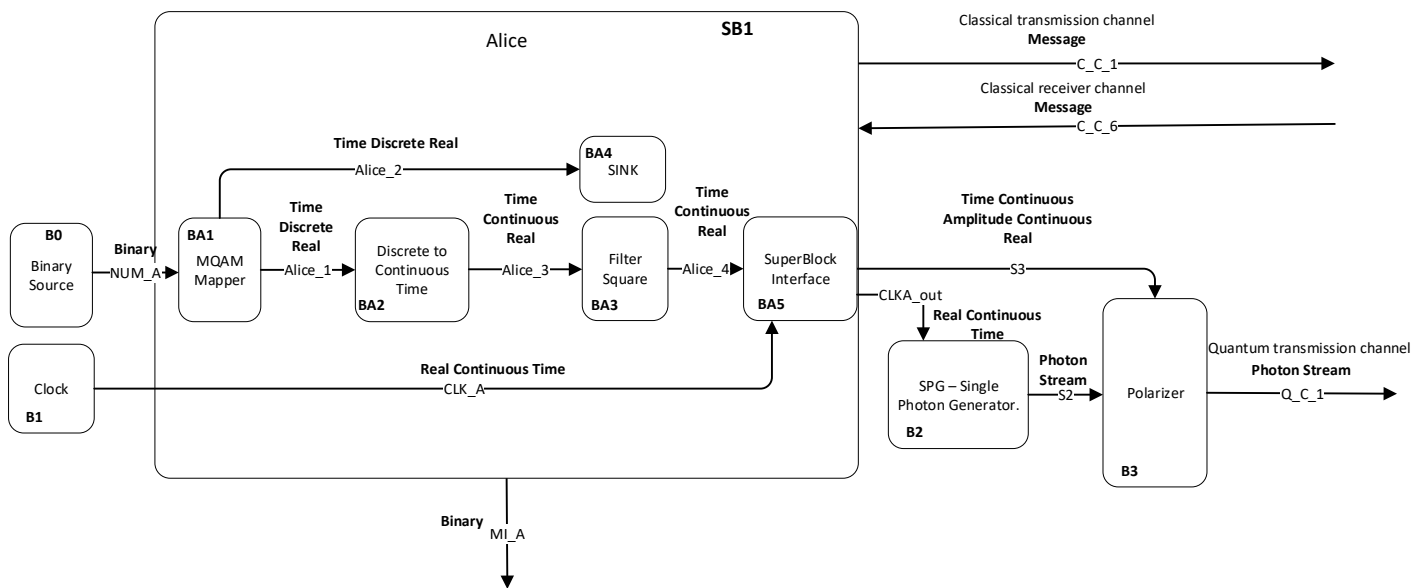 SB1
Alice
Classical transmission channel
Message
C_C_1
Classical receiver channel
Message
C_C_6
Time Discrete Real
Alice_2
BA4
SINK
B0
Binary
Source
Binary
NUM_A
BA1
MQAM
Mapper
Time
Discrete
Real
Alice_1
Discrete to
Continuous
Time
BA2
Time
Continuous
Real
Alice_3
Filter
Square
BA3
Time
Continuous
Real
Alice_4
SuperBlock
Interface
BA5
Time Continuous
Amplitude Continuous
Real
S3
CLKA_out
Real Continuous
Time
Clock
B1
Real Continuous Time
CLK_A
SPG – Single
Photon Generator.
B2
Photon
Stream
S2
Polarizer
B3
Quantum transmission channel
Photon Stream
Q_C_1
Binary
MI_A